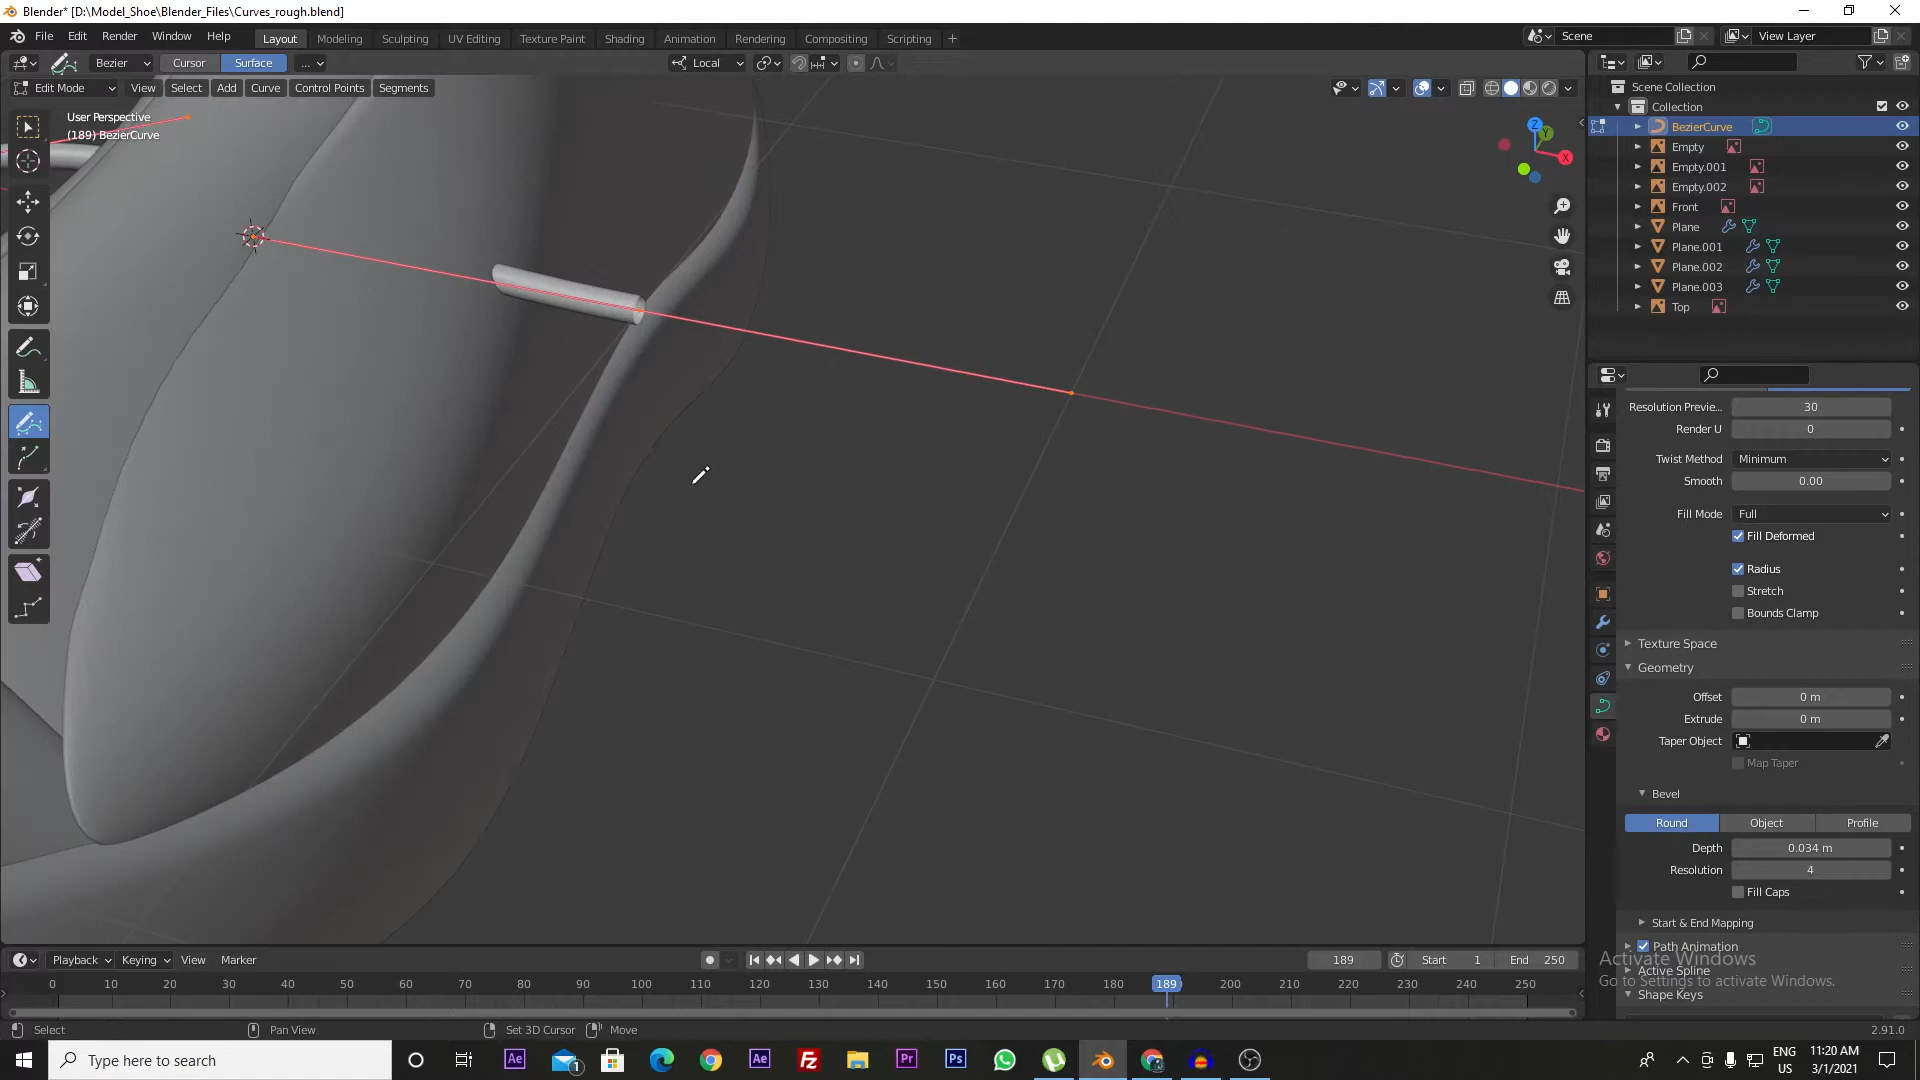 Blender* [D:\Model_Shoe\Blender_Files\Curves_rough.blend]
File Edit Render Window Help Layout Modeling Sculpting UV Editing Texture Paint Shading Animation Rendering Compositing Scripting + Scene View Layer
Bezier Cursor Surface ... Local
Edit Mode View Select Add Curve Control Points Segments
User Perspective
(189) BezierCurve
Z
Y
X
Scene Collection
Collection
BezierCurve
Empty
Empty.001
Empty.002
Front
Plane
Plane.001
Plane.002
Plane.003
Top
Resolution Previe... 30
Render U 0
Twist Method Minimum
Smooth 0.00
Fill Mode Full
Fill Deformed
Radius
Stretch
Bounds Clamp
Texture Space
Geometry
Offset 0 m
Extrude 0 m
Taper Object
Map Taper
Bevel
Round Object Profile
Depth 0.034 m
Resolution 4
Fill Caps
Start & End Mapping
Path Animation
Active Spline
Shape Keys
Activate Windows
Go to Settings to activate Windows.
Playback Keying View Marker 189 Start 1 End 250
0 10 20 30 40 50 60 70 80 90 100 110 120 130 140 150 160 170 180 189 200 210 220 230 240 250
Select Pan View Set 3D Cursor Move 2.91.0
Type here to search
Ae 1 Ae Fz Pr Ps
ENG
US
11:20 AM
3/1/2021